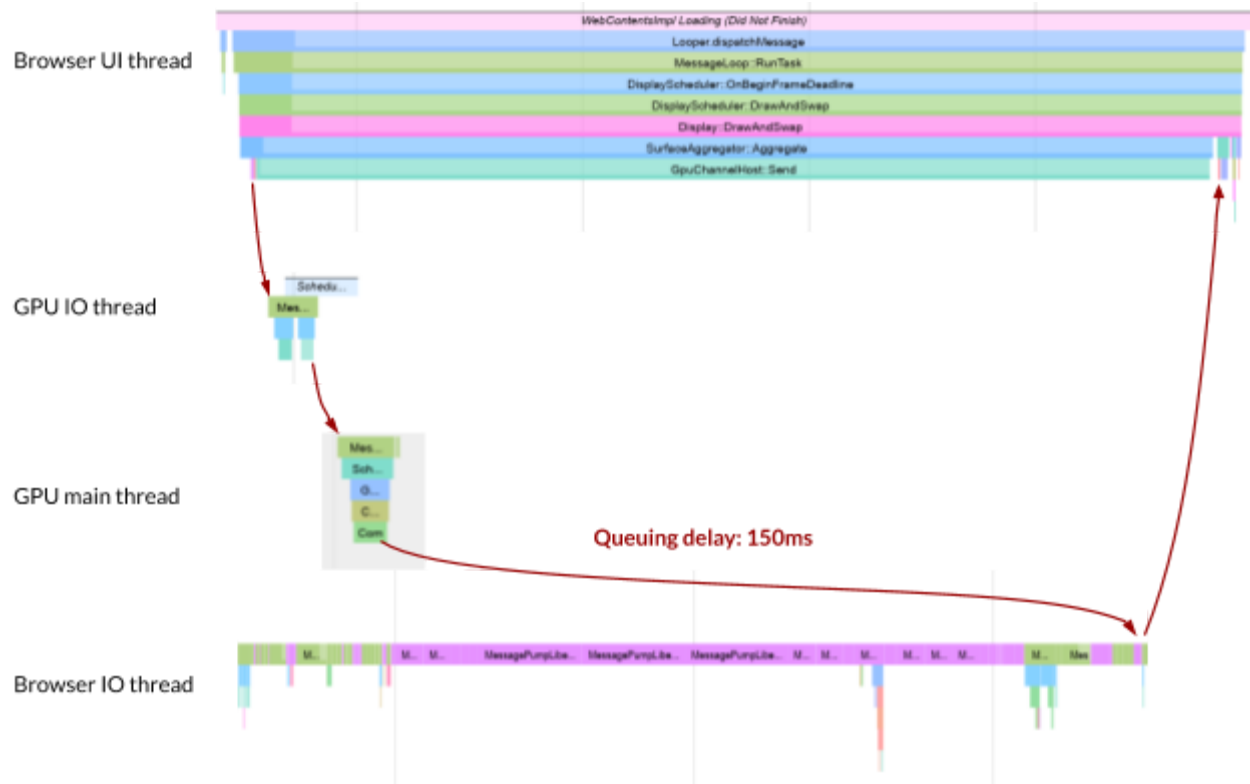 WebContentsImpl Loading (Did Not Finish)
Looper.dispatchMessage
Browser UI thread
MessageLoop::RunTask
DisplayScheduler::OnBeginFrameDeadline
DisplayScheduler::DrawAndSwap
Display::DrawAndSwap
SurfaceAggregator::Aggregate
GpuChannelHost::Send
Schedu...
GPU IO thread
Mes...
Mes...
Sch...
GPU main thread
G...
C...
Com
Queuing delay: 150ms
M... M... M... MessagePumpLibe... MessagePumpLibe... MessagePumpLibe... M... M... M... M... M... M... M... Mes
Browser IO thread